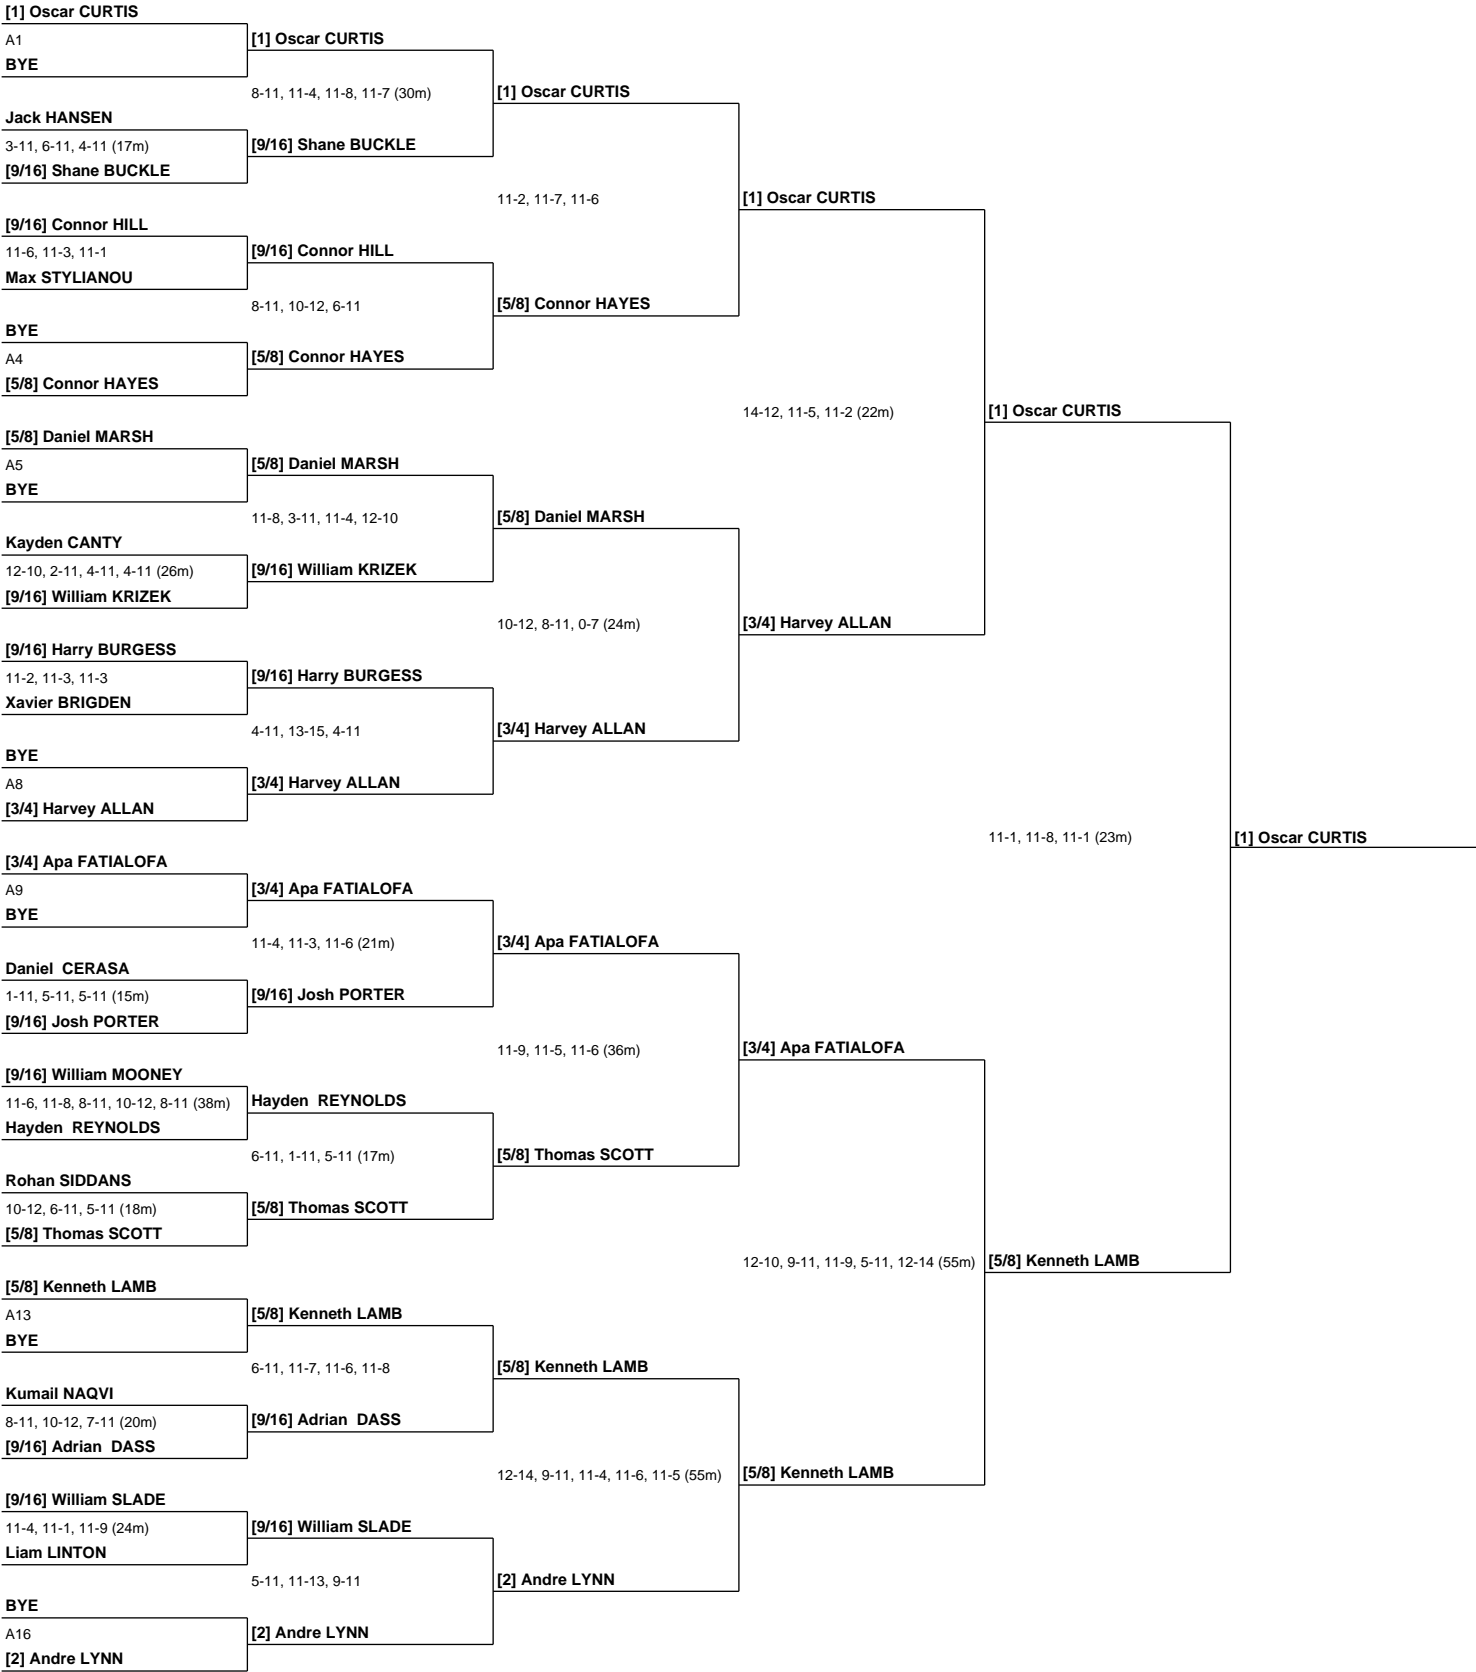 [1] Oscar CURTIS
A1
BYE
Jack HANSEN
3-11, 6-11, 4-11 (17m)
[9/16] Shane BUCKLE
[9/16] Connor HILL
11-6, 11-3, 11-1
Max STYLIANOU
BYE
A4
[5/8] Connor HAYES
[5/8] Daniel MARSH
A5
BYE
Kayden CANTY
12-10, 2-11, 4-11, 4-11 (26m)
[9/16] William KRIZEK
[9/16] Harry BURGESS
11-2, 11-3, 11-3
Xavier BRIGDEN
BYE
A8
[3/4] Harvey ALLAN
[3/4] Apa FATIALOFA
A9
BYE
Daniel CERASA
1-11, 5-11, 5-11 (15m)
[9/16] Josh PORTER
[9/16] William MOONEY
11-6, 11-8, 8-11, 10-12, 8-11 (38m)
Hayden REYNOLDS
Rohan SIDDANS
10-12, 6-11, 5-11 (18m)
[5/8] Thomas SCOTT
[5/8] Kenneth LAMB
A13
BYE
Kumail NAQVI
8-11, 10-12, 7-11 (20m)
[9/16] Adrian DASS
[9/16] William SLADE
11-4, 11-1, 11-9 (24m)
Liam LINTON
BYE
A16
[2] Andre LYNN
[1] Oscar CURTIS
8-11, 11-4, 11-8, 11-7 (30m)
[9/16] Shane BUCKLE
[9/16] Connor HILL
8-11, 10-12, 6-11
[5/8] Connor HAYES
[5/8] Daniel MARSH
11-8, 3-11, 11-4, 12-10
[9/16] William KRIZEK
[9/16] Harry BURGESS
4-11, 13-15, 4-11
[3/4] Harvey ALLAN
[3/4] Apa FATIALOFA
11-4, 11-3, 11-6 (21m)
[9/16] Josh PORTER
Hayden REYNOLDS
6-11, 1-11, 5-11 (17m)
[5/8] Thomas SCOTT
[5/8] Kenneth LAMB
6-11, 11-7, 11-6, 11-8
[9/16] Adrian DASS
[9/16] William SLADE
5-11, 11-13, 9-11
[2] Andre LYNN
[1] Oscar CURTIS
11-2, 11-7, 11-6
[5/8] Connor HAYES
[5/8] Daniel MARSH
10-12, 8-11, 0-7 (24m)
[3/4] Harvey ALLAN
[3/4] Apa FATIALOFA
11-9, 11-5, 11-6 (36m)
[5/8] Thomas SCOTT
[5/8] Kenneth LAMB
12-14, 9-11, 11-4, 11-6, 11-5 (55m)
[2] Andre LYNN
[1] Oscar CURTIS
14-12, 11-5, 11-2 (22m)
[3/4] Harvey ALLAN
[3/4] Apa FATIALOFA
12-10, 9-11, 11-9, 5-11, 12-14 (55m)
[5/8] Kenneth LAMB
[1] Oscar CURTIS
11-1, 11-8, 11-1 (23m)
[5/8] Kenneth LAMB
[1] Oscar CURTIS